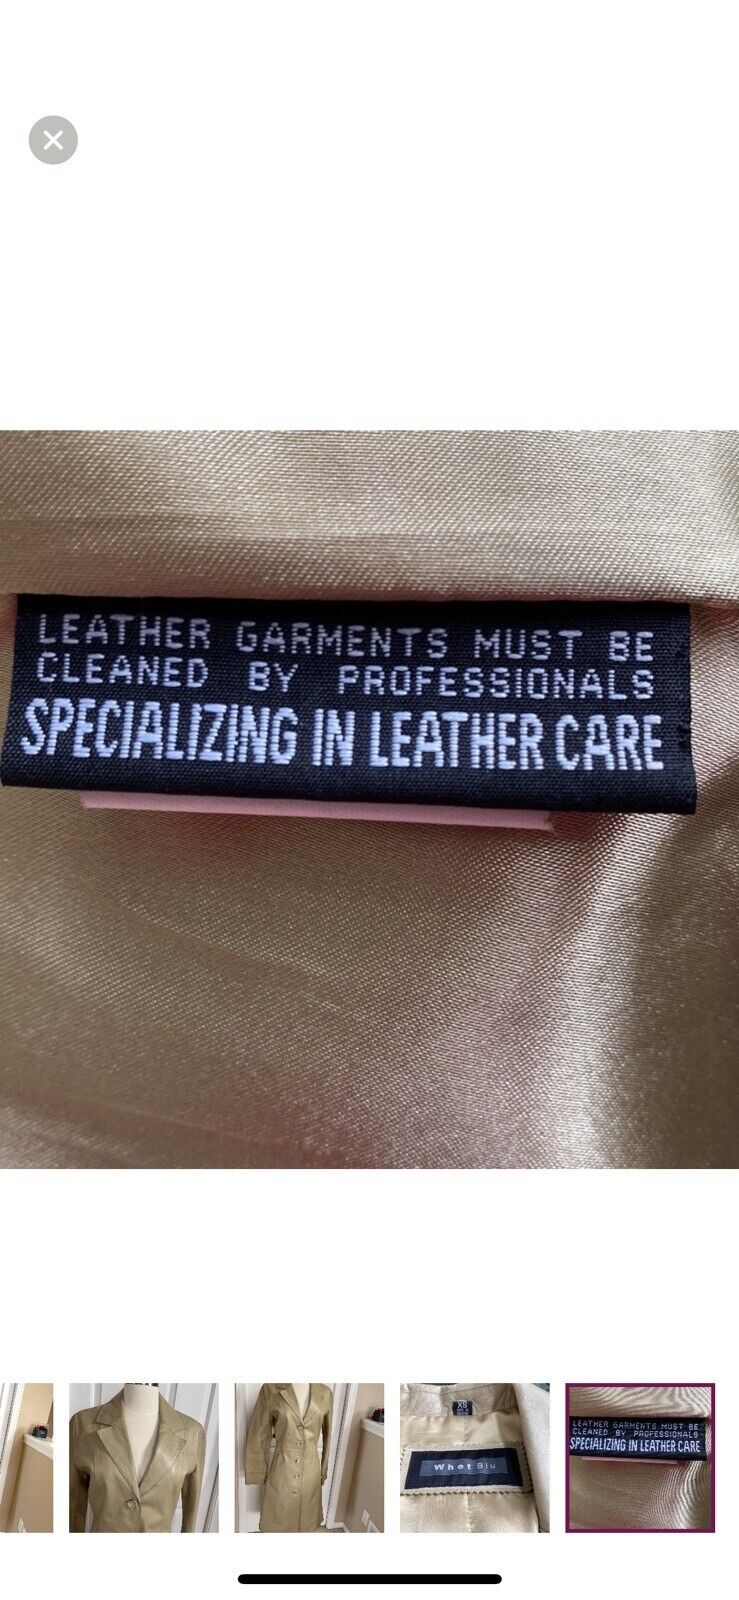 LEATHER GARMENTS MUST BE
CLEANED BY PROFESSIONALS
SPECIALIZING IN LEATHER CARE
XS
Whet Blu
LEATHER GARMENTS MUST BE
CLEANED BY PROFESSIONALS
SPECIALIZING IN LEATHER CARE